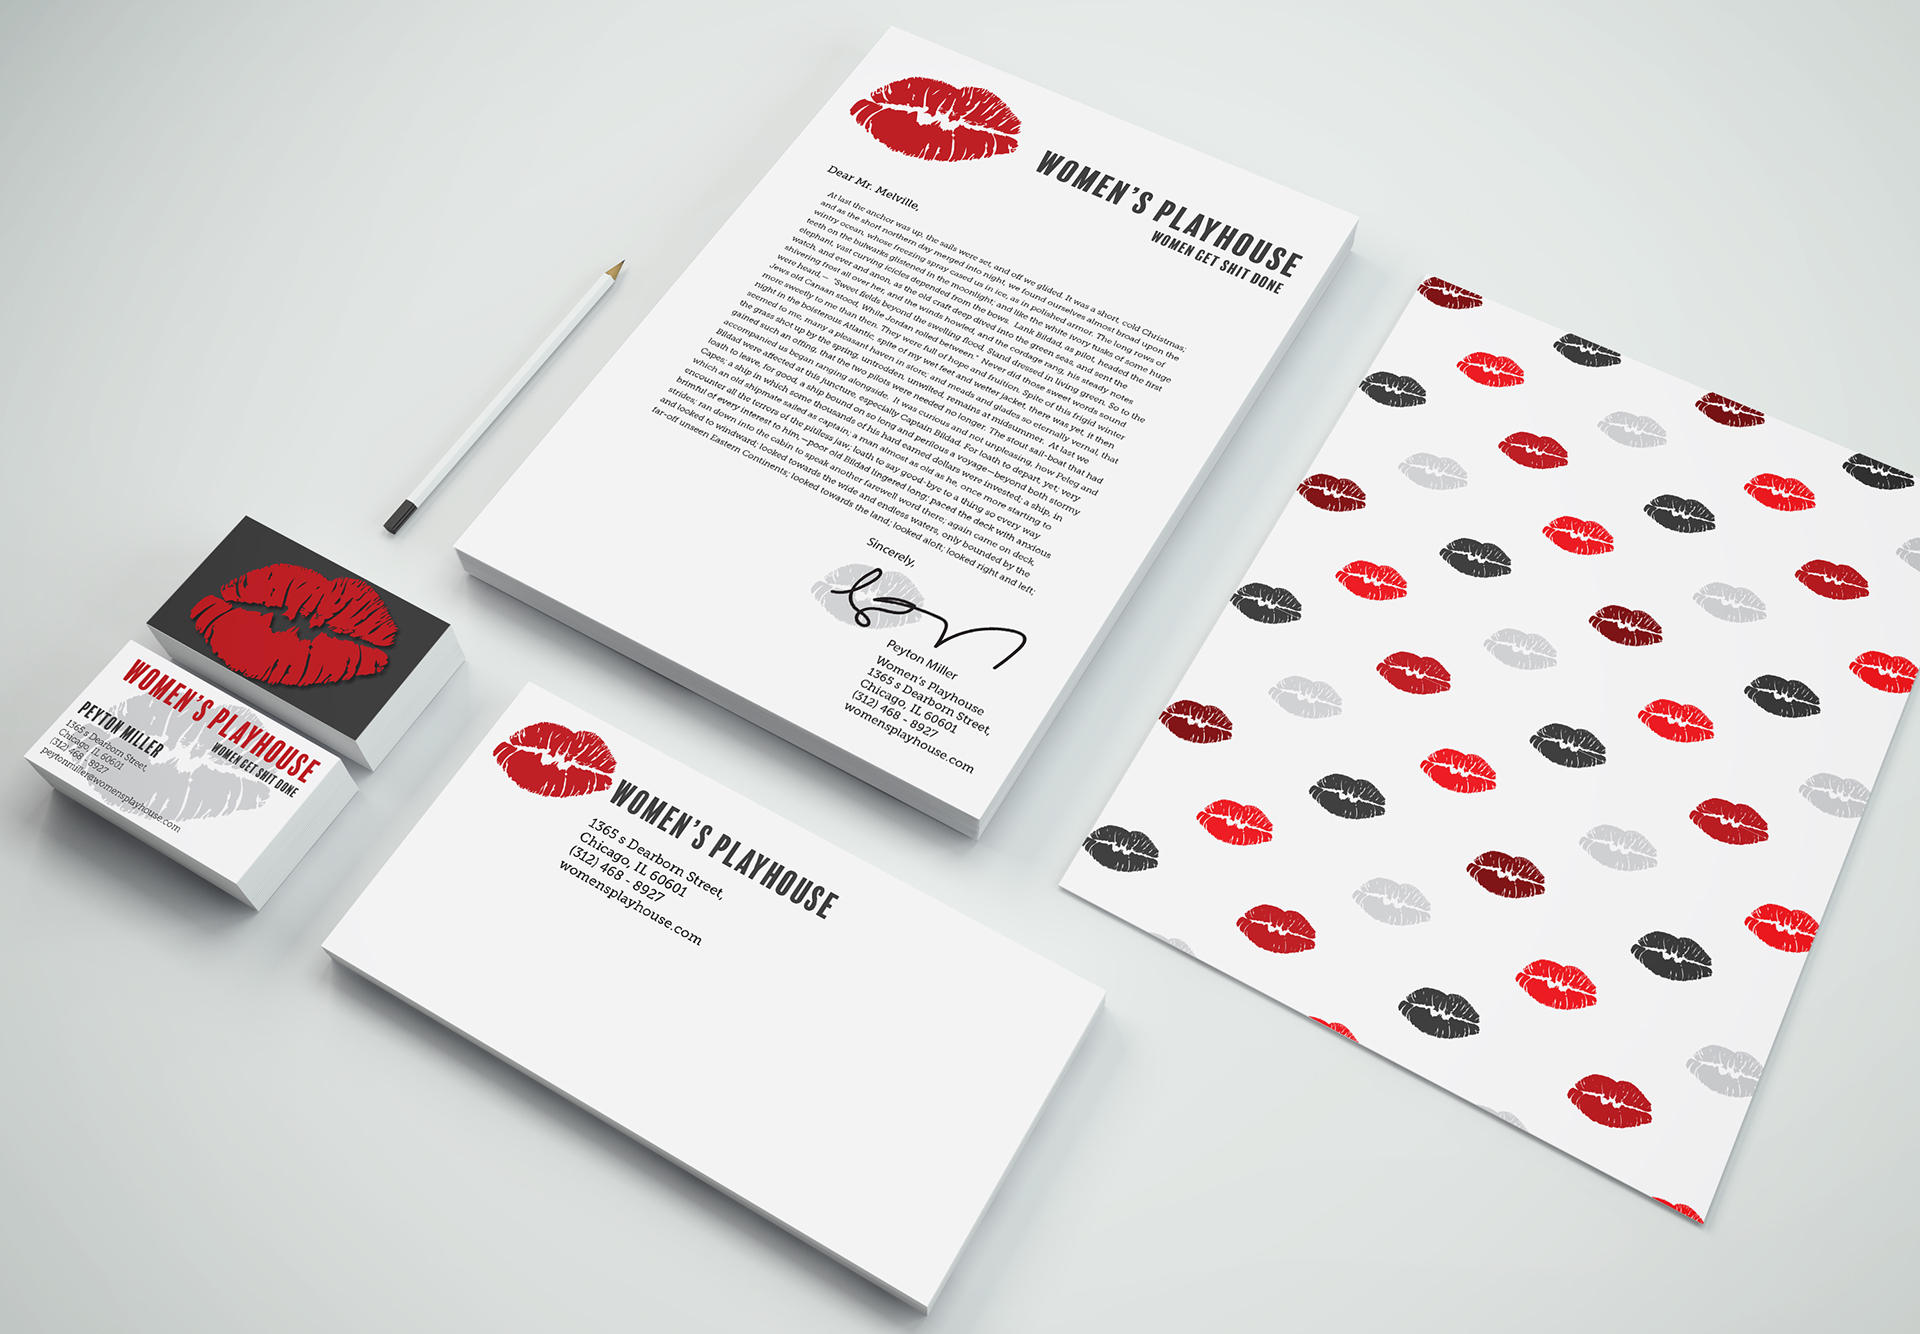 WOMEN'S PLAYHOUSE
WOMEN GET SHIT DONE
Dear Mr. Melville,
At last the anchor was up, the sails were set, and off we glided. It was a short, cold Christmas;
and as the short northern day merged into night, we found ourselves almost broad upon the
wintry ocean, whose freezing spray cased us in ice, as in polished armor. The long rows of
teeth on the bulwarks glistened in the moonlight; and like the white ivory tusks of some huge
elephant, vast curving icicles depended from the bows. Lank Bildad, as pilot, headed the first
watch, and ever and anon, as the old craft deep dived into the green seas, and sent the
shivering frost all over her, and the winds howled, and the cordage rang, his steady notes
were heard,— "Sweet fields beyond the swelling flood, Stand dressed in living green. So to the
Jews old Canaan stood, While Jordan rolled between." Never did those sweet words sound
more sweetly to me than then. They were full of hope and fruition. Spite of this frigid winter
night in the boisterous Atlantic, spite of my wet feet and wetter jacket, there was yet, it then
seemed to me, many a pleasant haven in store; and meads and glades so eternally vernal, that
the grass shot up by the spring, untrodden, unwilted, remains at midsummer. At last we
gained such an offing, that the two pilots were needed no longer. The stout sail-boat that had
accompanied us began ranging alongside. It was curious and not unpleasing, how Peleg and
Bildad were affected at this juncture, especially Captain Bildad. For loath to depart, yet; very
loath to leave, for good, a ship bound on so long and perilous a voyage—beyond both stormy
Capes; a ship in which some thousands of his hard earned dollars were invested; a ship, in
which an old shipmate sailed as captain; a man almost as old as he, once more starting to
encounter all the terrors of the pitiless jaw; loath to say good-bye to a thing so every way
brimful of every interest to him,—poor old Bildad lingered long; paced the deck with anxious
strides; ran down into the cabin to speak another farewell word there; again came on deck,
and looked to windward; looked towards the wide and endless waters, only bounded by the
far-off unseen Eastern Continents; looked towards the land; looked aloft; looked right and left;
Sincerely,
Peyton Miller
Women's Playhouse
1365 s Dearborn Street,
Chicago, IL 60601
(312) 468 - 8927
womensplayhouse.com
WOMEN'S PLAYHOUSE
WOMEN GET SHIT DONE
PEYTON MILLER
1365 s Dearborn Street,
Chicago, IL 60601
(312) 468 - 8927
peytonmiller@womensplayhouse.com
WOMEN'S PLAYHOUSE
1365 s Dearborn Street,
Chicago, IL 60601
(312) 468 - 8927
womensplayhouse.com